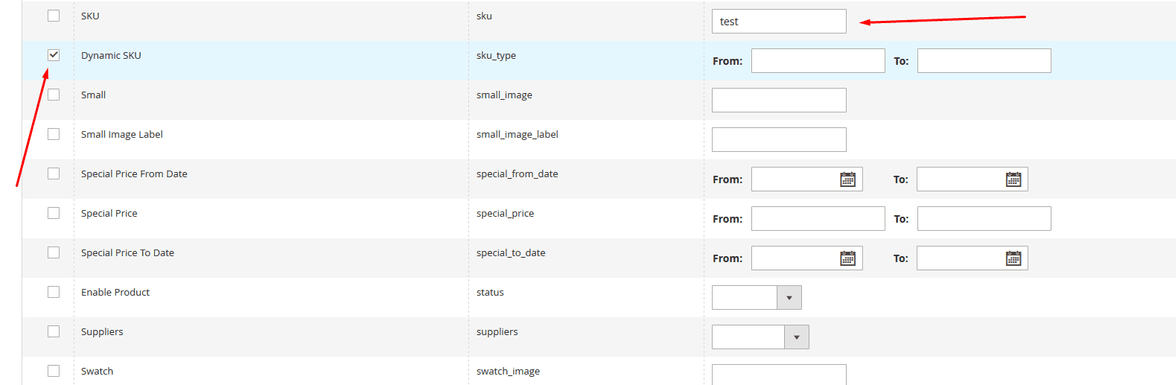 SKU sku test
Dynamic SKU sku_type From: To:
Small small_image
Small Image Label small_image_label
Special Price From Date special_from_date From: To:
Special Price special_price From: To:
Special Price To Date special_to_date From: To:
Enable Product status
Suppliers suppliers
Swatch swatch_image